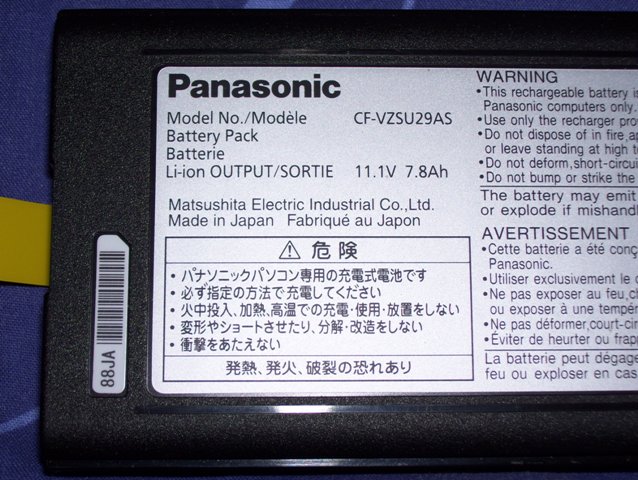 Panasonic
Model No./Modèle CF-VZSU29AS
Battery Pack
Batterie
Li-ion OUTPUT/SORTIE 11.1V 7.8Ah
Matsushita Electric Industrial Co.,Ltd.
Made in Japan Fabriqué au Japon
⚠ 危険
・パナソニックパソコン専用の充電式電池です
・必ず指定の方法で充電してください
・火中投入、加熱、高温での充電・使用・放置をしない
・変形やショートさせたり、分解・改造をしない
・衝撃をあたえない
発熱、発火、破裂の恐れあり
88JA
WARNING
•This rechargeable battery is
Panasonic computers only.
•Use only the recharger
•Do not dispose of in fire,
or leave standing at high
•Do not deform,
•Do not bump or strike the
The battery may emit
or explode if
AVERTISSEMENT
•Cette batterie a été
Panasonic.
•Utiliser exclusivement le
•Ne pas exposer au feu,
ou exposer à une
•Ne pas déformer,
•Éviter de heurter ou
La batterie peut
feu ou exploser en cas